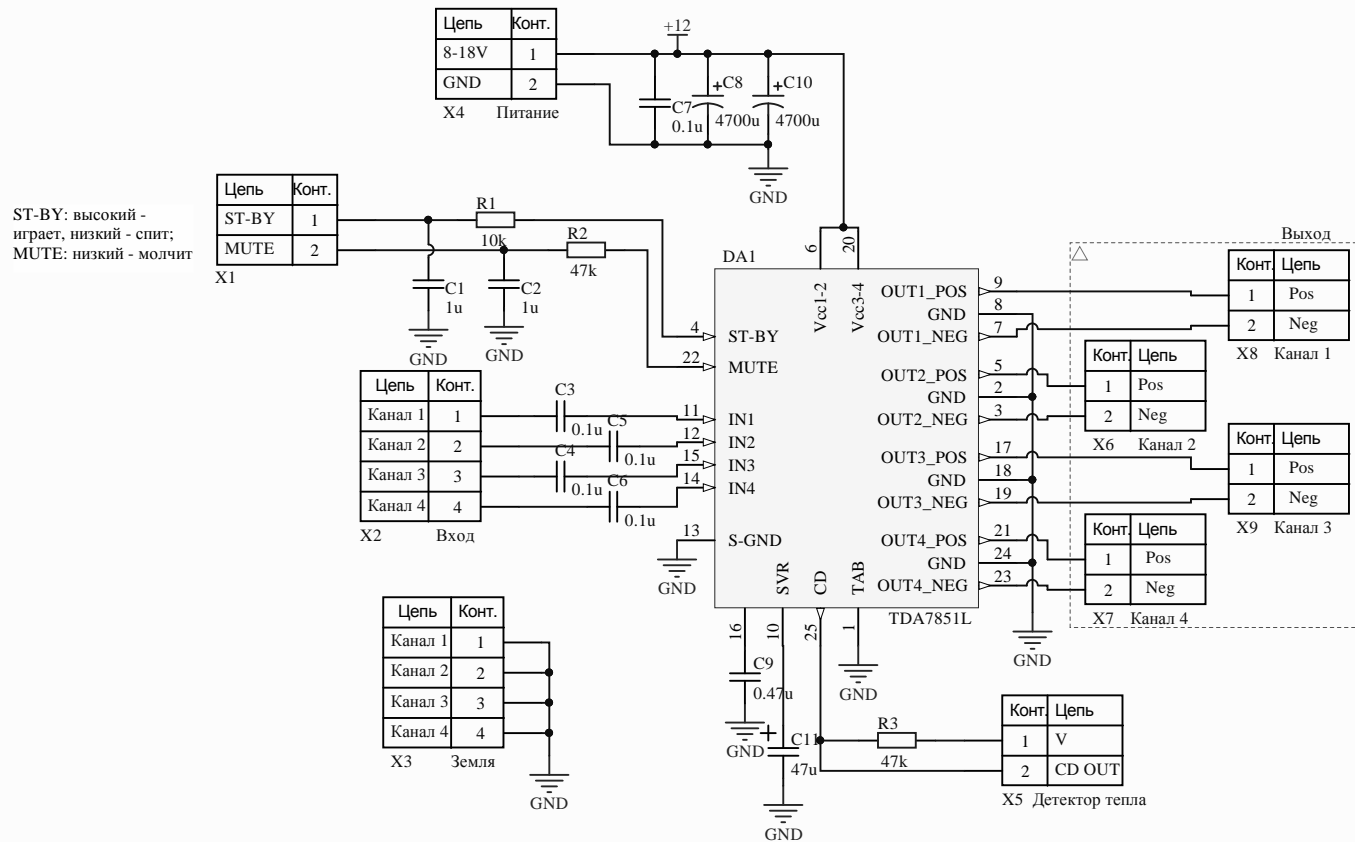 Цепь Конт.
8-18V 1
GND 2
X4 Питание
+12
C7
0.1u
+ C8
4700u
+ C10
4700u
GND
ST-BY: высокий -
играет, низкий - спит;
MUTE: низкий - молчит
Цепь Конт.
ST-BY 1
MUTE 2
X1
R1
10k
R2
47k
C1
1u
GND
C2
1u
GND
DA1
6
20
Vcc1-2
Vcc3-4
4 ST-BY
22 MUTE
11 IN1
12 IN2
15 IN3
14 IN4
13 S-GND
GND
OUT1_POS 9
GND 8
OUT1_NEG 7
OUT2_POS 5
GND 2
OUT2_NEG 3
OUT3_POS 17
GND 18
OUT3_NEG 19
OUT4_POS 21
GND 24
OUT4_NEG 23
SVR
CD
TAB
TDA7851L
16
10
25
1
GND
GND
Цепь Конт.
Канал 1 1
Канал 2 2
Канал 3 3
Канал 4 4
X2 Вход
C3
0.1u
C5
0.1u
C4
0.1u
C6
0.1u
Выход
Конт. Цепь
1 Pos
2 Neg
X8 Канал 1
Конт. Цепь
1 Pos
2 Neg
X6 Канал 2
Конт. Цепь
1 Pos
2 Neg
X9 Канал 3
Конт. Цепь
1 Pos
2 Neg
X7 Канал 4
Цепь Конт.
Канал 1 1
Канал 2 2
Канал 3 3
Канал 4 4
X3 Земля
GND
C9
0.47u
GND
+
C11
47u
GND
R3
47k
Конт. Цепь
1 V
2 CD OUT
X5 Детектор тепла